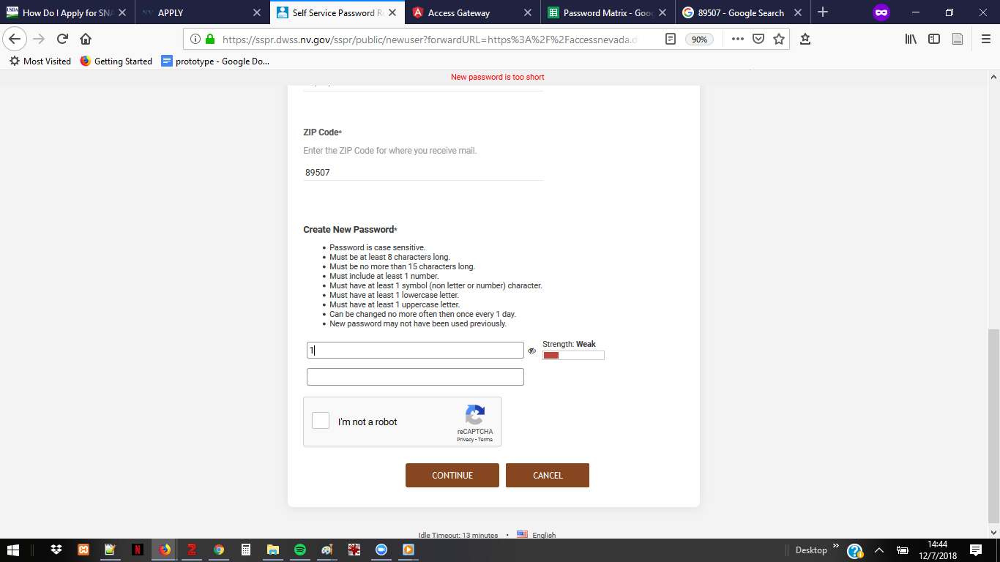 USDA How Do I Apply for SNA
NV APPLY
Self Service Password Re
Access Gateway
Password Matrix - Goo
89507 - Google Search
https://sspr.dwss.nv.gov/sspr/public/newuser?forwardURL=https%3A%2F%2Faccessnevada.d
90%
Most Visited
Getting Started
prototype - Google Do...
New password is too short
ZIP Code*
Enter the ZIP Code for where you receive mail.
89507
Create New Password*
• Password is case sensitive.
• Must be at least 8 characters long.
• Must be no more than 15 characters long.
• Must include at least 1 number.
• Must have at least 1 symbol (non letter or number) character.
• Must have at least 1 lowercase letter.
• Must have at least 1 uppercase letter.
• Can be changed no more often then once every 1 day.
• New password may not have been used previously.
1
Strength: Weak
I'm not a robot
reCAPTCHA
Privacy - Terms
CONTINUE
CANCEL
Idle Timeout: 13 minutes • English
Desktop
14:44
12/7/2018